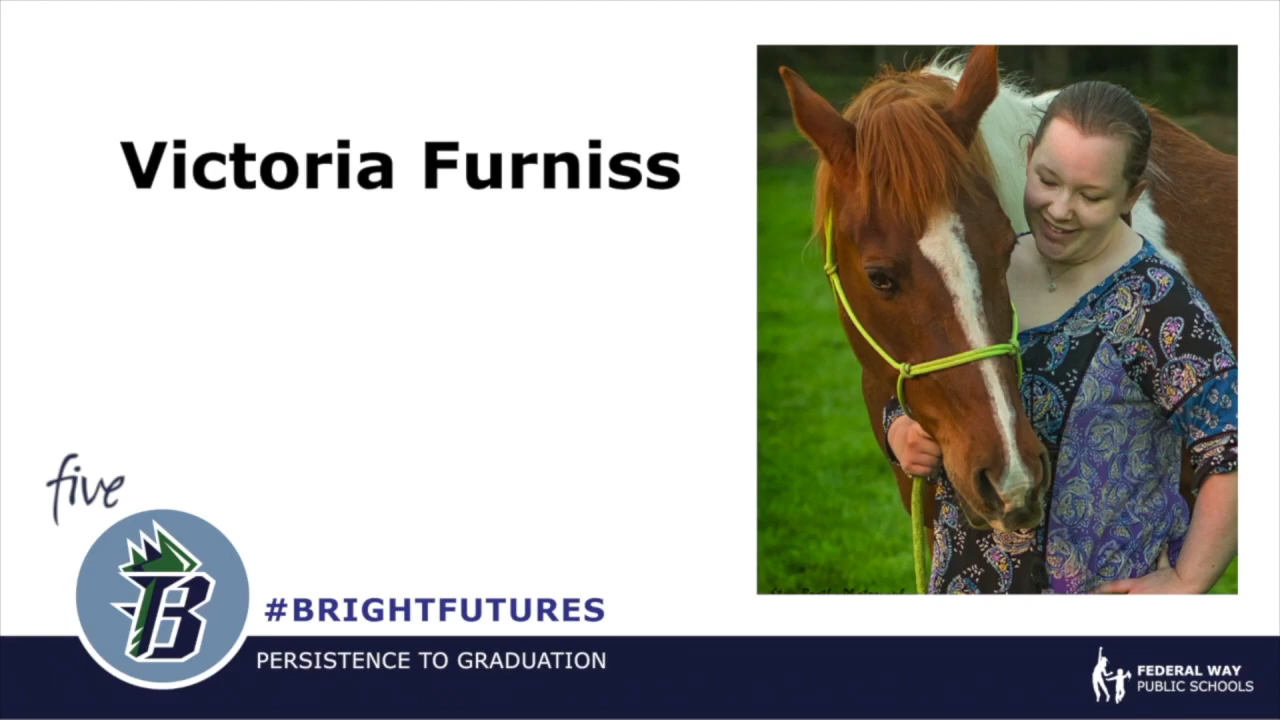 Victoria Furniss
five
B
#BRIGHTFUTURES
PERSISTENCE TO GRADUATION
FEDERAL WAY
PUBLIC SCHOOLS